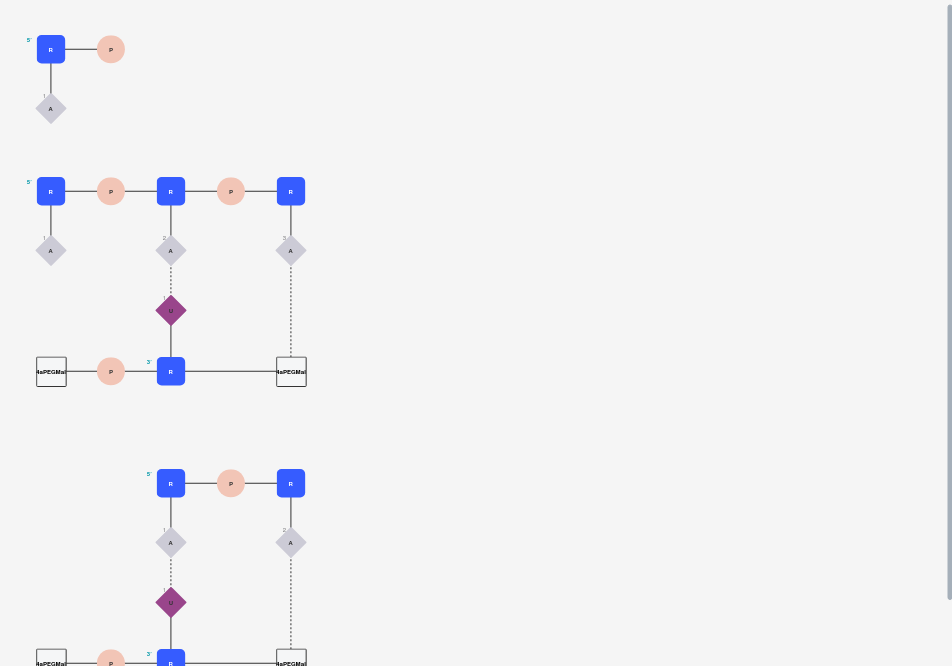 5'
R P
1
A
5'
R P R P R
1 2 3
A A A
1
U
3'
4aPEGMal P R 4aPEGMal
5'
R P R
1 2
A A
1
U
3'
4aPEGMal P R 4aPEGMal